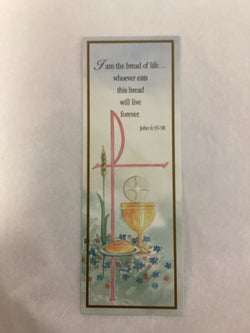 I am the bread of life...
whoever eats
this bread
will live
forever.
John 6:35-58